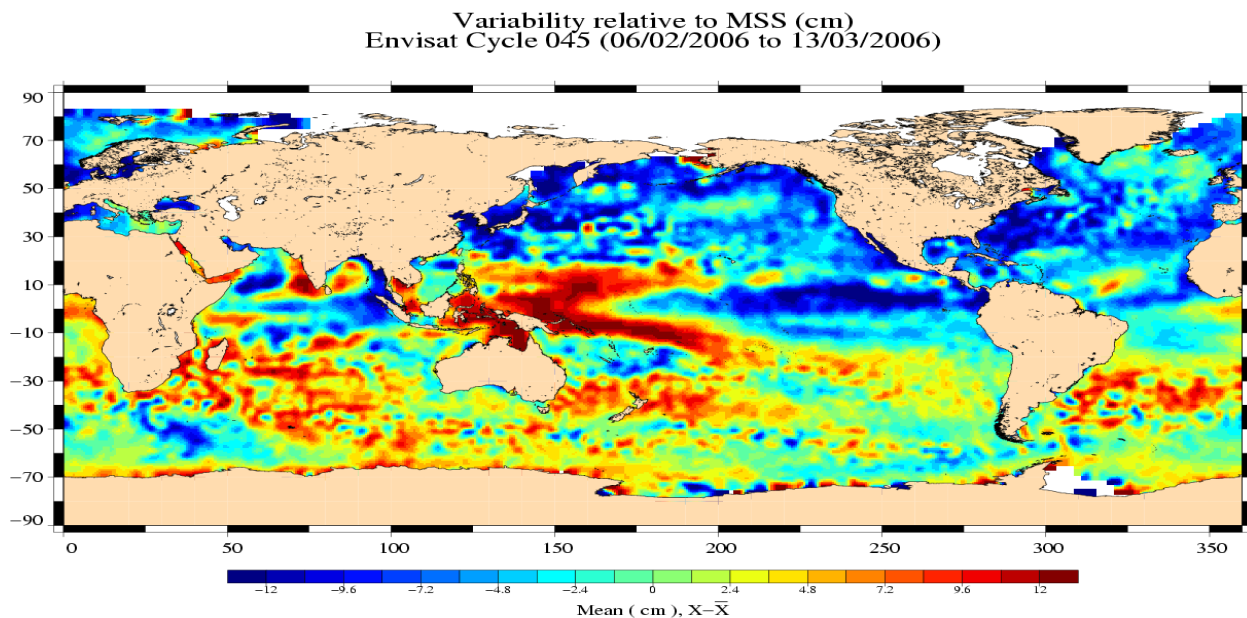 Variability relative to MSS (cm)
Envisat Cycle 045 (06/02/2006 to 13/03/2006)
90
70
50
30
10
0
−10
−30
−50
−70
−90
0 50 100 150 200 250 300 350
−12 −9.6 −7.2 −4.8 −2.4 0 2.4 4.8 7.2 9.6 12
Mean ( cm ), X−X̅